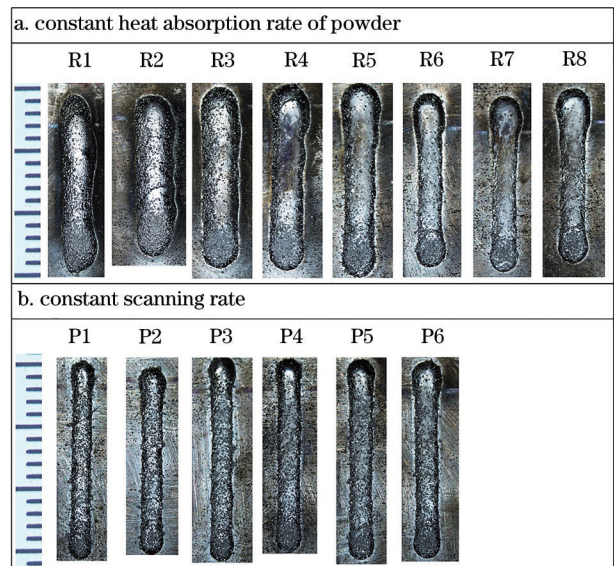 a. constant heat absorption rate of powder
R1 R2 R3 R4 R5 R6 R7 R8
b. constant scanning rate
P1 P2 P3 P4 P5 P6